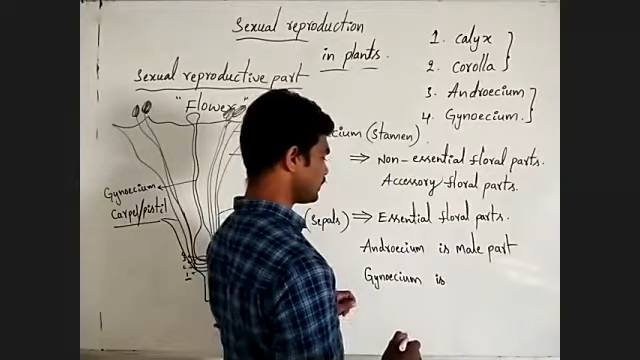 Sexual reproduction
in plants.
Sexual reproductive part
"Flower"
1. Calyx
2. Corolla
3. Androecium
4. Gynoecium.
cium (Stamen)
Gynoecium
Carpel/pistil
(Sepals)
⇒ Non-essential floral parts.
Accessory floral parts.
⇒ Essential floral parts.
Androecium is male part
Gynoecium is